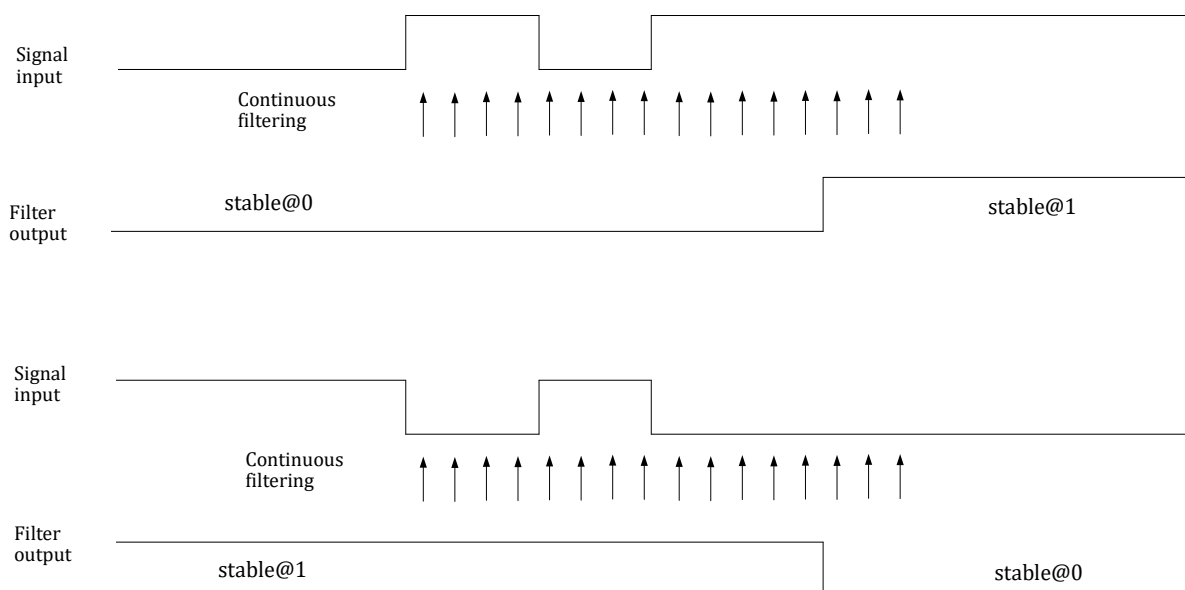 Signal
input
Continuous
filtering
stable@0
stable@1
Filter
output
Signal
input
Continuous
filtering
Filter
output
stable@1
stable@0